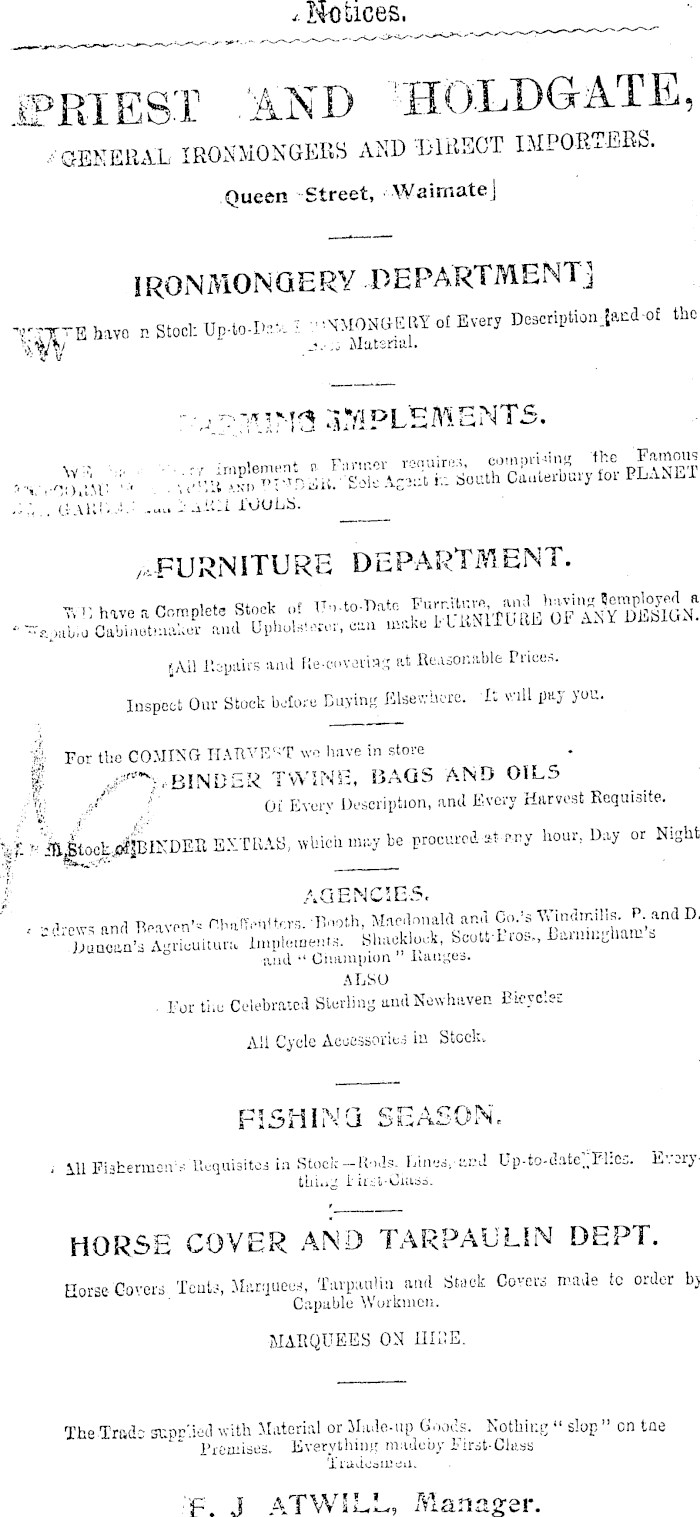 Notices.
PRIEST AND HOLDGATE,
GENERAL IRONMONGERS AND DIRECT IMPORTERS.
Queen Street, Waimate
IRONMONGERY DEPARTMENT
WE have a Stock Up-to-Date IRONMONGERY of Every Description and of the
Material.
FARMING IMPLEMENTS.
WE have implement a Farmer requires, comprising the Famous
BINDER. Sole Agent in South Canterbury for PLANET
GARDEN and FARM TOOLS.
FURNITURE DEPARTMENT.
WE have a Complete Stock of Up-to-Date Furniture, and having employed a
Capable Cabinetmaker and Upholsterer, can make FURNITURE OF ANY DESIGN.
All Repairs and Re-covering at Reasonable Prices.
Inspect Our Stock before Buying Elsewhere. It will pay you.
For the COMING HARVEST we have in store
BINDER TWINE, BAGS AND OILS
Of Every Description, and Every Harvest Requisite.
Stock of BINDER EXTRAS, which may be procured at any hour, Day or Night
AGENCIES.
Andrews and Beaven's Chaffcutters. Booth, Macdonald and Co.'s Windmills. P. and D.
Duncan's Agricultura Implements. Shacklock, Scott Bros., Barningham's
and "Champion" Ranges.
ALSO
For the Celebrated Sterling and Newhaven Bicycles
All Cycle Accessories in Stock.
FISHING SEASON.
All Fishermen's Requisites in Stock—Rods, Lines, and Up-to-date Flies. Every-
thing First-Class.
HORSE COVER AND TARPAULIN DEPT.
Horse Covers, Tents, Marquees, Tarpaulin and Stack Covers made to order by
Capable Workmen.
MARQUEES ON HIRE.
The Trade supplied with Material or Made-up Goods. Nothing "slop" on the
Premises. Everything madeby First-Class
Tradesmen.
F. J ATWILL, Manager.